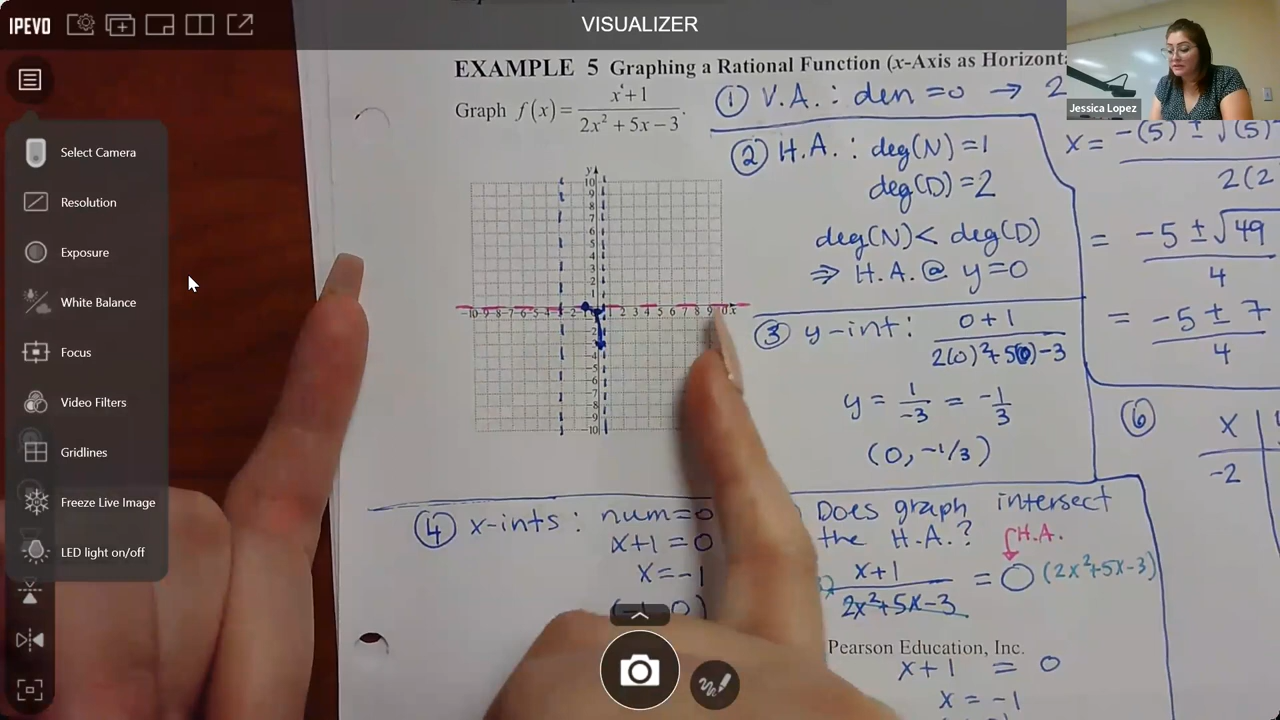 IPEVO
VISUALIZER
Select Camera
Resolution
Exposure
White Balance
Focus
Video Filters
Gridlines
Freeze Live Image
LED light on/off
Jessica Lopez
EXAMPLE 5 Graphing a Rational Function (x-Axis as Horizont
Graph f(x) = x+1 / 2x² + 5x − 3 .
① V.A.: den = 0 → 2
② H.A.: deg(N) = 1
deg(D) = 2
deg(N) < deg(D)
⇒ H.A. @ y=0
x = -(5) ± √(5)
2(2
= -5 ± √49
4
= -5 ± 7
4
③ y-int: 0+1
2(0)²+5(0)-3
y = 1/-3 = -1/3
(0, -1/3)
④ x-ints: num=0
x+1 = 0
x = -1
Does graph intersect
the H.A.?
H.A.
x+1 / 2x²+5x-3 = 0 (2x²+5x-3)
Pearson Education, Inc.
x+1 = 0
x = -1
⑥
x
-2